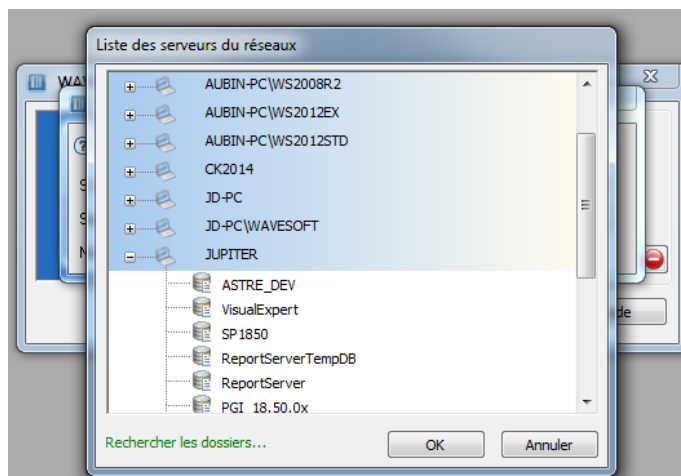 Liste des serveurs du réseaux
AUBIN-PC\WS2008R2
AUBIN-PC\WS2012EX
AUBIN-PC\WS2012STD
CK2014
JD-PC
JD-PC\WAVESOFT
JUPITER
ASTRE_DEV
VisualExpert
SP1850
ReportServerTempDB
ReportServer
PGI_18.50.0x
Rechercher les dossiers...
OK
Annuler